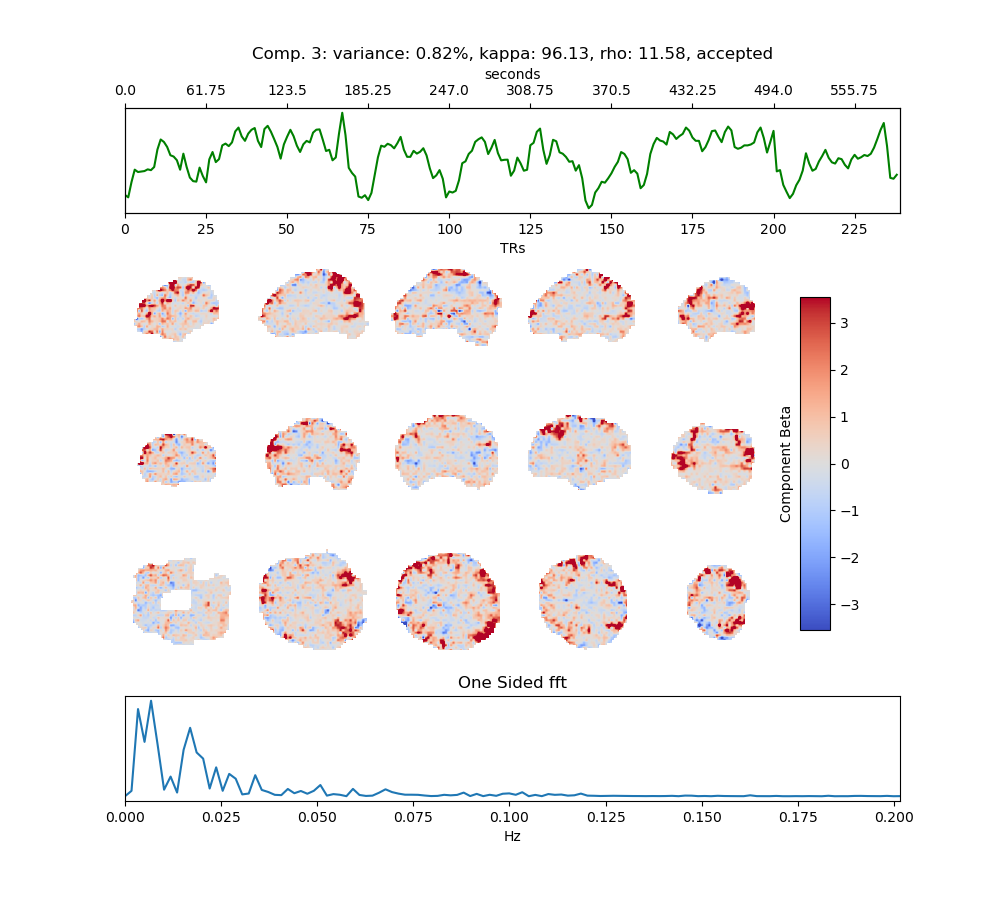 Comp. 3: variance: 0.82%, kappa: 96.13, rho: 11.58, accepted
seconds
0.0 61.75 123.5 185.25 247.0 308.75 370.5 432.25 494.0 555.75
0 25 50 75 100 125 150 175 200 225
TRs
3
2
1
0
−1
−2
−3
Component Beta
One Sided fft
0.000 0.025 0.050 0.075 0.100 0.125 0.150 0.175 0.200
Hz